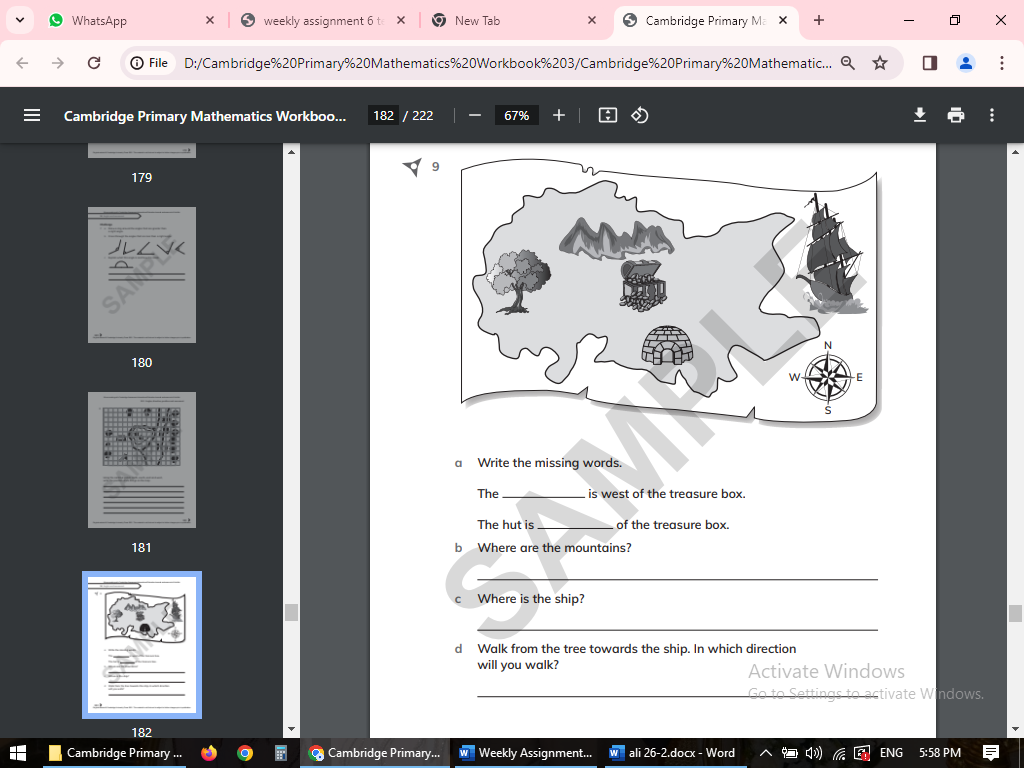 WhatsApp
weekly assignment 6 t
New Tab
Cambridge Primary Ma
File
D:/Cambridge%20Primary%20Mathematics%20Workbook%203/Cambridge%20Primary%20Mathematic...
Cambridge Primary Mathematics Workboo...
182 / 222
67%
179
SAMPLE
180
SAMPLE
181
SAMPLE
182
9
N
W
E
S
SAMPLE
a Write the missing words.
The ____________ is west of the treasure box.
The hut is ____________ of the treasure box.
b Where are the mountains?
c Where is the ship?
d Walk from the tree towards the ship. In which direction
will you walk?
Activate Windows
Go to Settings to activate Windows.
Cambridge Primary ...
Cambridge Primary...
Weekly Assignment...
ali 26-2.docx - Word
ENG
5:58 PM